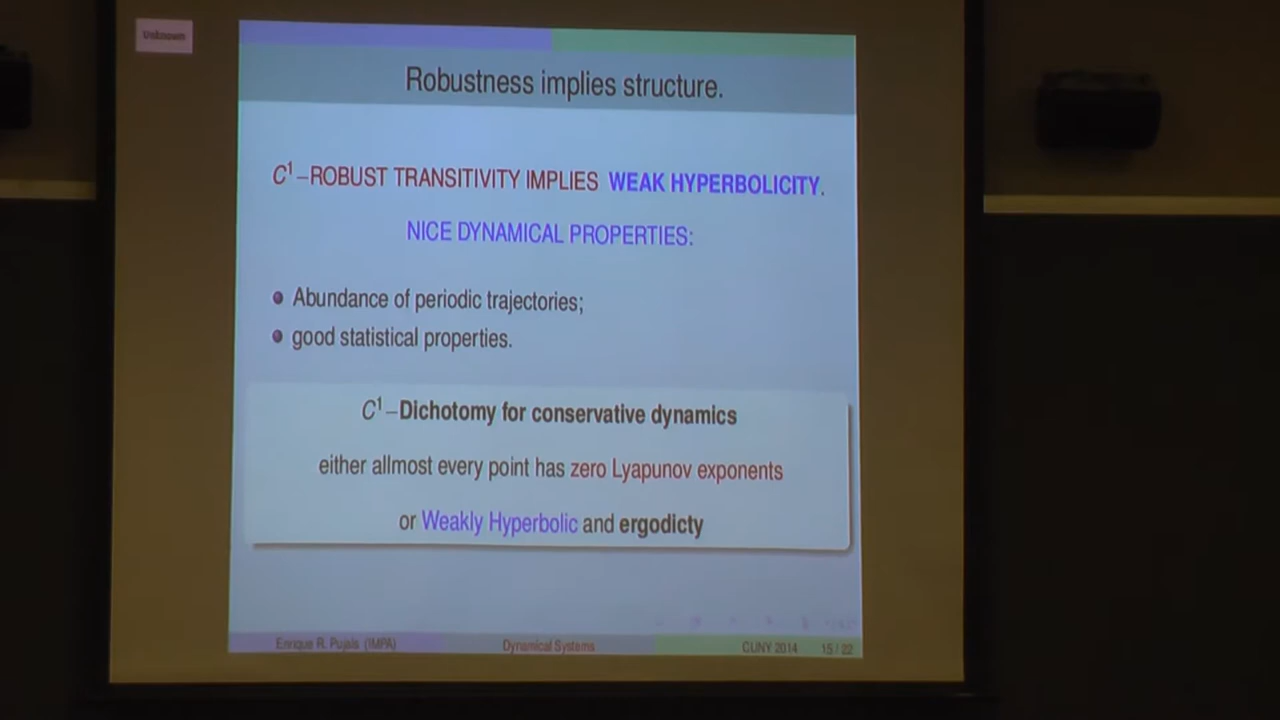 Unknown
Robustness implies structure.
C¹–ROBUST TRANSITIVITY IMPLIES WEAK HYPERBOLICITY.
NICE DYNAMICAL PROPERTIES:
Abundance of periodic trajectories;
good statistical properties.
C¹–Dichotomy for conservative dynamics
either allmost every point has zero Lyapunov exponents
or Weakly Hyperbolic and ergodicty
Enrique R. Pujals (IMPA) Dynamical Systems CUNY 2014 15 / 22